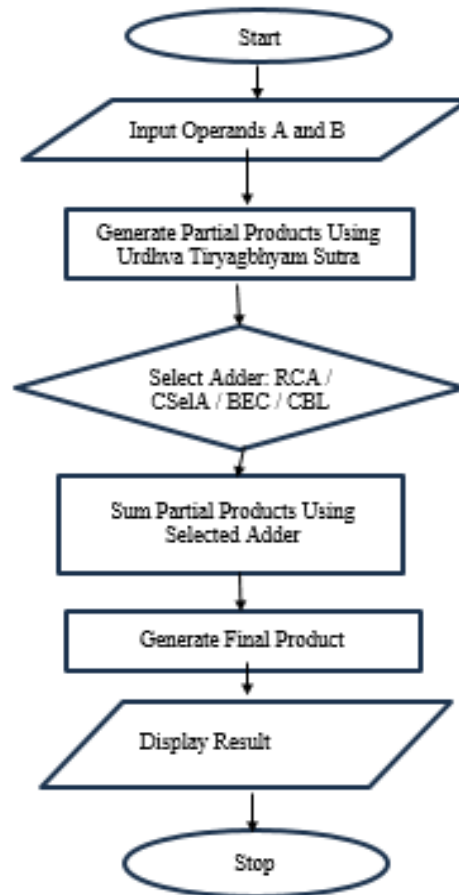 Start
Input Operands A and B
Generate Partial Products Using
Urdhva Tiryagbhyam Sutra
Select Adder: RCA /
CSelA / BEC / CBL
Sum Partial Products Using
Selected Adder
Generate Final Product
Display Result
Stop